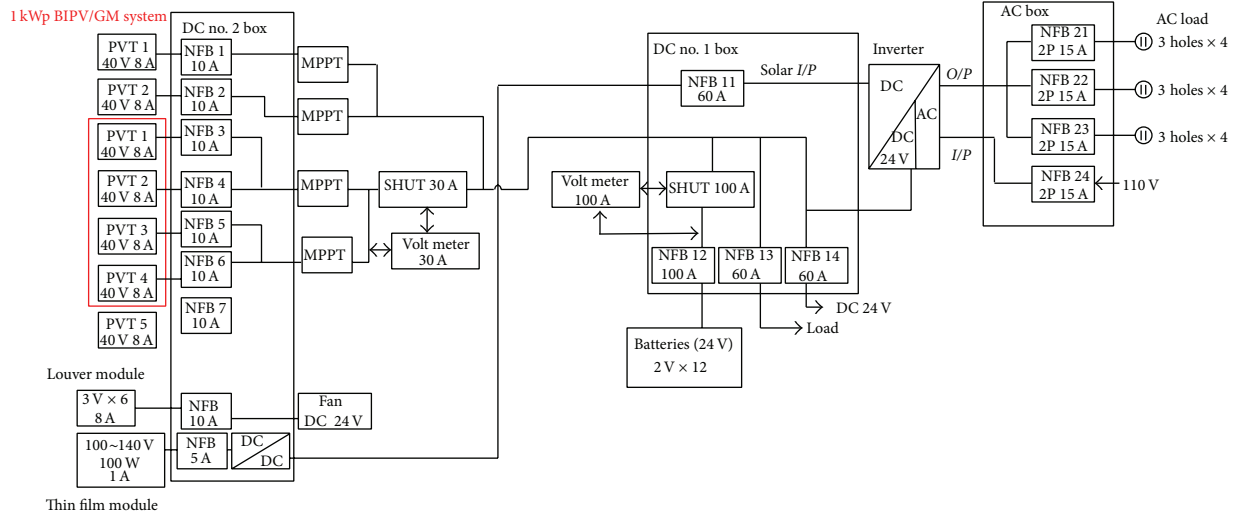 1 kWp BIPV/GM system
DC no. 2 box
PVT 1
40 V 8 A
NFB 1
10 A
MPPT
PVT 2
40 V 8 A
NFB 2
10 A
MPPT
PVT 1
40 V 8 A
NFB 3
10 A
PVT 2
40 V 8 A
NFB 4
10 A
MPPT
SHUT 30 A
PVT 3
40 V 8 A
NFB 5
10 A
MPPT
Volt meter
30 A
PVT 4
40 V 8 A
NFB 6
10 A
PVT 5
40 V 8 A
NFB 7
10 A
Louver module
3 V × 6
8 A
NFB
10 A
Fan
DC 24 V
100~140 V
100 W
1 A
NFB
5 A
DC
DC
Thin film module
DC no. 1 box
NFB 11
60 A
Solar I/P
Volt meter
100 A
SHUT 100 A
NFB 12
100 A
NFB 13
60 A
NFB 14
60 A
DC 24 V
Load
Batteries (24 V)
2 V × 12
Inverter
DC
AC
DC
24 V
O/P
I/P
AC box
AC load
NFB 21
2P 15 A
3 holes × 4
NFB 22
2P 15 A
3 holes × 4
NFB 23
2P 15 A
3 holes × 4
NFB 24
2P 15 A
110 V